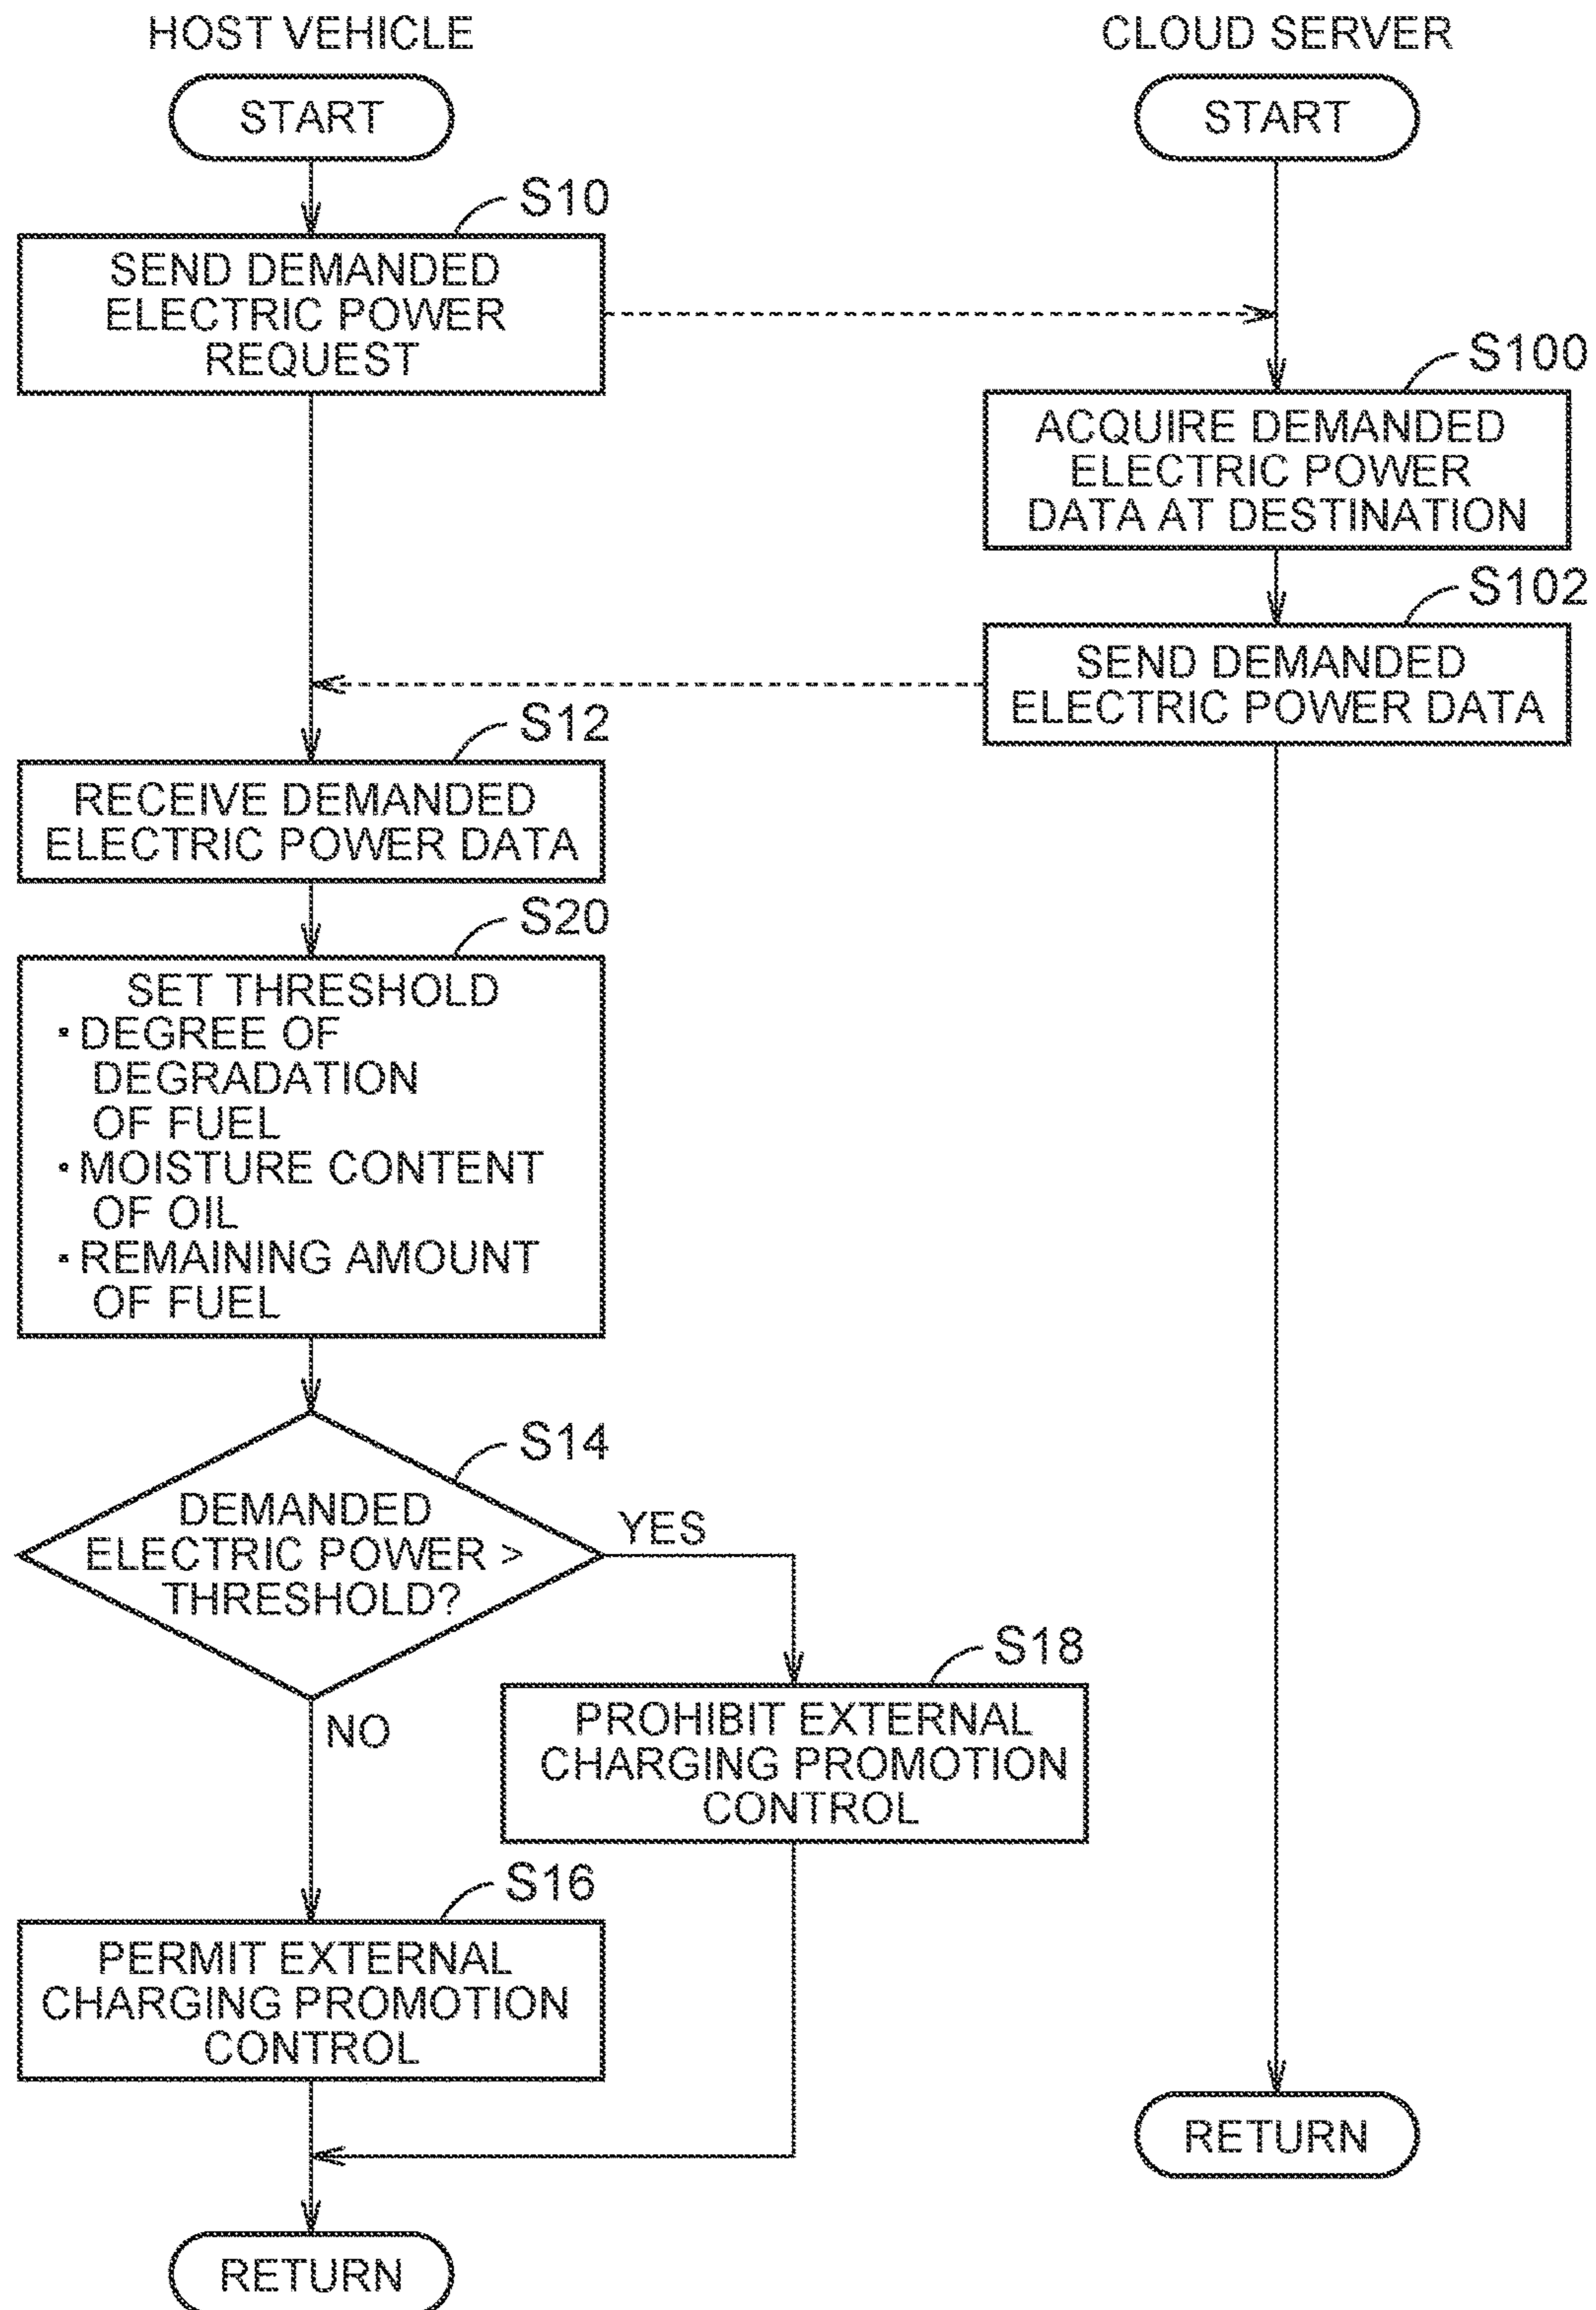 HOST VEHICLE
CLOUD SERVER
START
START
S10
SEND DEMANDED
ELECTRIC POWER
REQUEST
S100
ACQUIRE DEMANDED
ELECTRIC POWER
DATA AT DESTINATION
S102
SEND DEMANDED
ELECTRIC POWER DATA
S12
RECEIVE DEMANDED
ELECTRIC POWER DATA
S20
SET THRESHOLD
· DEGREE OF
DEGRADATION
OF FUEL
· MOISTURE CONTENT
OF OIL
· REMAINING AMOUNT
OF FUEL
S14
DEMANDED
ELECTRIC POWER >
THRESHOLD?
YES
NO
S18
PROHIBIT EXTERNAL
CHARGING PROMOTION
CONTROL
S16
PERMIT EXTERNAL
CHARGING PROMOTION
CONTROL
RETURN
RETURN